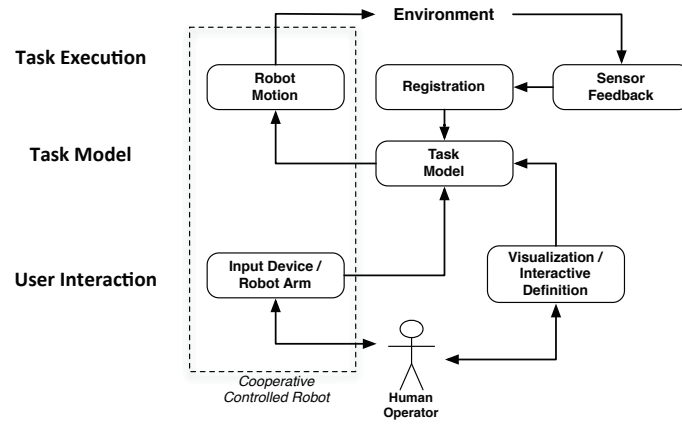 Environment
Task Execution
Robot
Motion
Registration
Sensor
Feedback
Task Model
Task
Model
User Interaction
Input Device /
Robot Arm
Visualization /
Interactive
Definition
Cooperative
Controlled Robot
Human
Operator